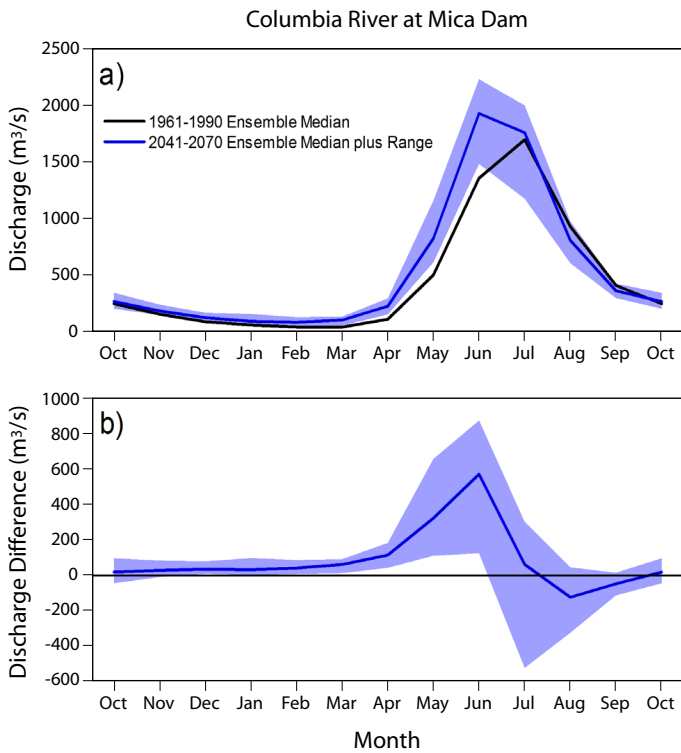 Columbia River at Mica Dam
a)
Discharge (m³/s)
2500
2000
1500
1000
500
0
1961-1990 Ensemble Median
2041-2070 Ensemble Median plus Range
Oct Nov Dec Jan Feb Mar Apr May Jun Jul Aug Sep Oct
b)
Discharge Difference (m³/s)
1000
800
600
400
200
0
-200
-400
-600
Oct Nov Dec Jan Feb Mar Apr May Jun Jul Aug Sep Oct
Month